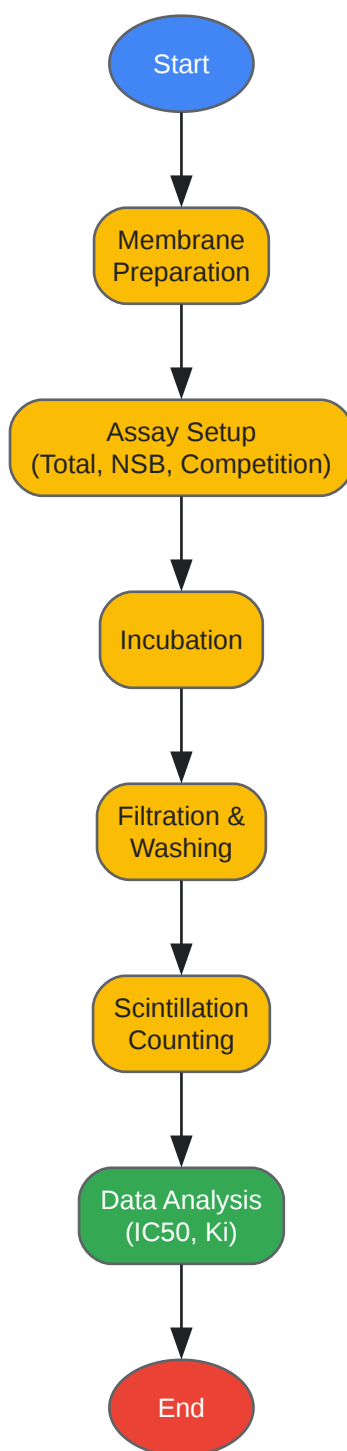 Start
Membrane
Preparation
Assay Setup
(Total, NSB, Competition)
Incubation
Filtration &
Washing
Scintillation
Counting
Data Analysis
(IC50, Ki)
End